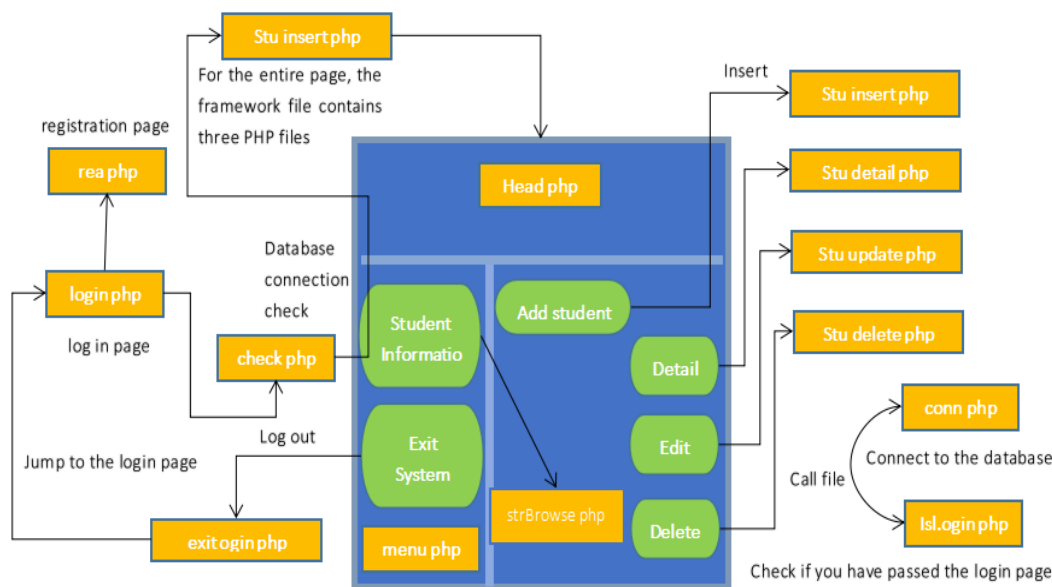 Stu insert php
For the entire page, the
framework file contains
three PHP files
registration page
rea php
login php
log in page
Database
connection
check
check php
Log out
Jump to the login page
exit ogin php
Head php
Student
Informatio
Exit
System
menu php
Add student
Detail
Edit
Delete
strBrowse php
Insert
Stu insert php
Stu detail php
Stu update php
Stu delete php
conn php
Connect to the database
Call file
Isl.ogin php
Check if you have passed the login page